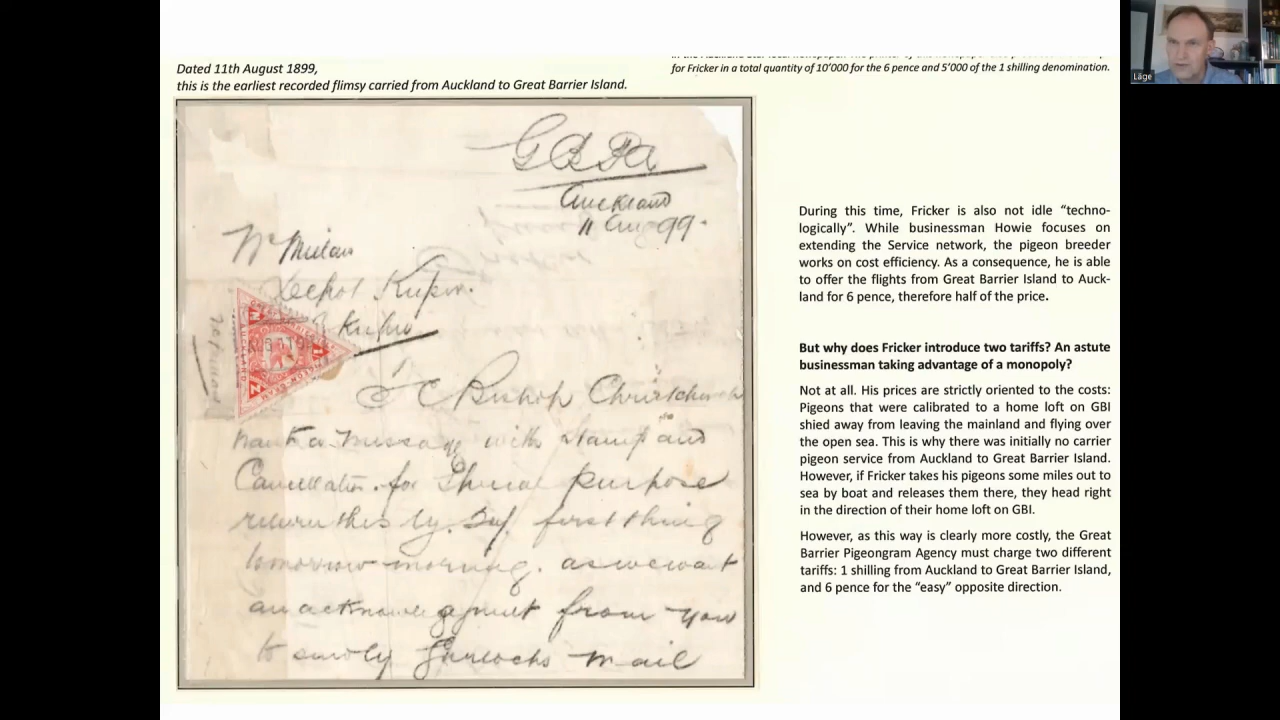 Dated 11th August 1899,
this is the earliest recorded flimsy carried from Auckland to Great Barrier Island.
for Fricker in a total quantity of 10’000 for the 6 pence and 5’000 of the 1 shilling denomination.
Läge
G B P A
Auckland
11 Aug 99.
Depot Kupu.
J C Bishop Christchurch
want a message with stamp and
Cancellation for purpose
return this by first thing
tomorrow morning. as we want
an acknowledgment from you
to mail
AUCKLAND
During this time, Fricker is also not idle “techno-
logically”. While businessman Howie focuses on
extending the Service network, the pigeon breeder
works on cost efficiency. As a consequence, he is able
to offer the flights from Great Barrier Island to Auck-
land for 6 pence, therefore half of the price.
But why does Fricker introduce two tariffs? An astute
businessman taking advantage of a monopoly?
Not at all. His prices are strictly oriented to the costs:
Pigeons that were calibrated to a home loft on GBI
shied away from leaving the mainland and flying over
the open sea. This is why there was initially no carrier
pigeon service from Auckland to Great Barrier Island.
However, if Fricker takes his pigeons some miles out to
sea by boat and releases them there, they head right
in the direction of their home loft on GBI.
However, as this way is clearly more costly, the Great
Barrier Pigeongram Agency must charge two different
tariffs: 1 shilling from Auckland to Great Barrier Island,
and 6 pence for the “easy” opposite direction.